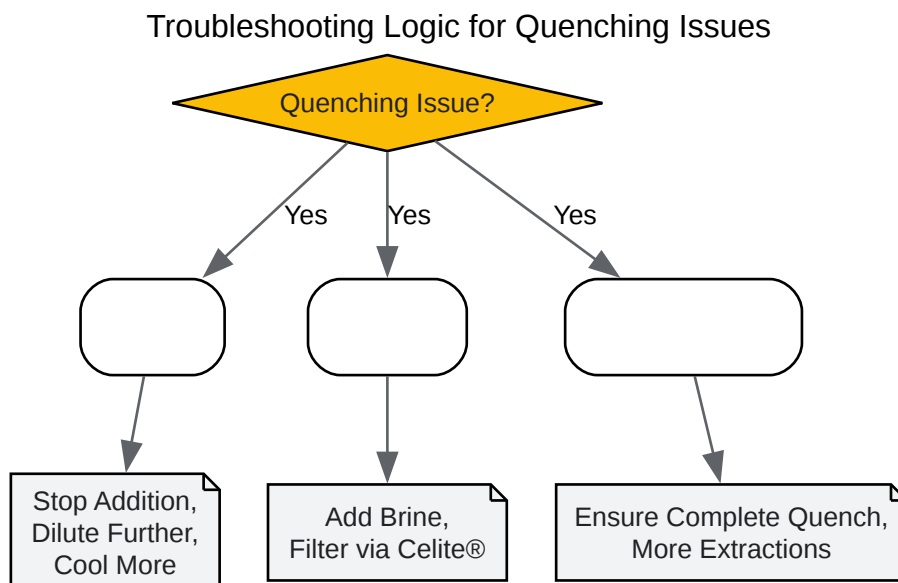 Troubleshooting Logic for Quenching Issues
Quenching Issue?
Yes
Yes
Yes
Stop Addition,
Dilute Further,
Cool More
Add Brine,
Filter via Celite®
Ensure Complete Quench,
More Extractions